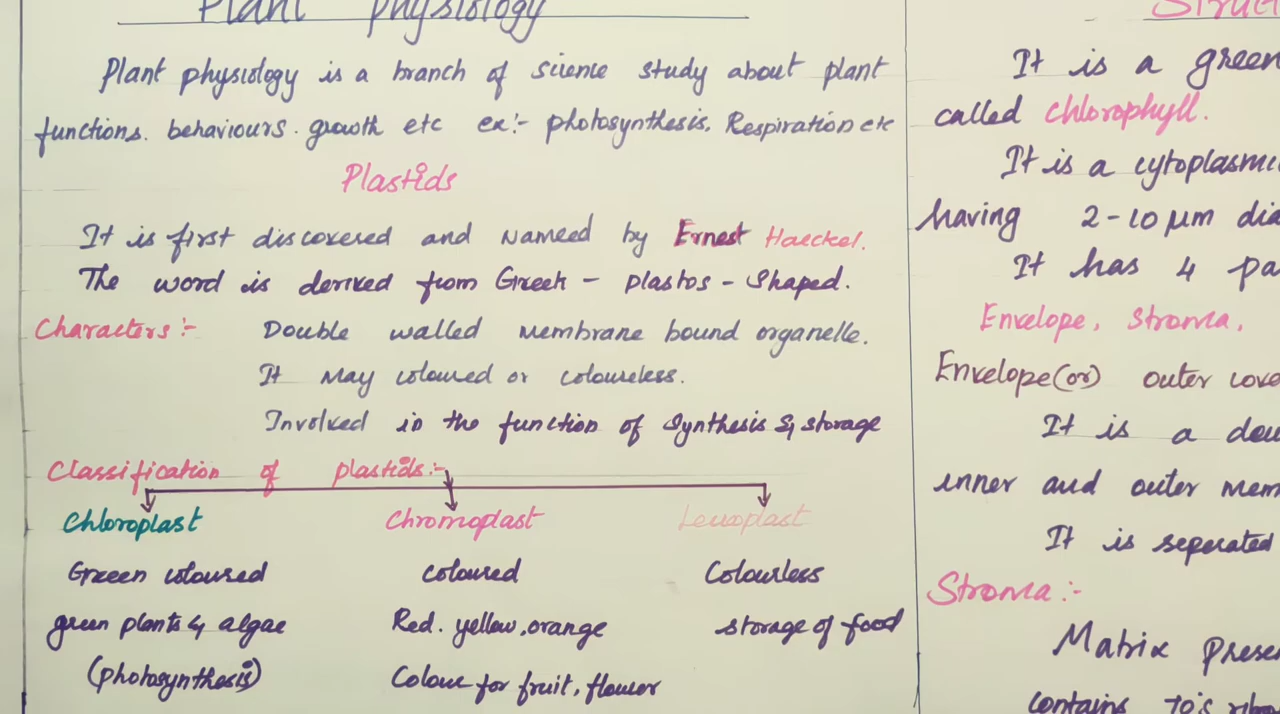 Plant Physiology
Plant physiology is a branch of science study about plant
functions. behaviours. growth etc ex:- photosynthesis. Respiration etc
Plastids
It is first discovered and Nameed by Ernest Haeckel.
The word is derived from Greek - plastos - Shaped.
Characters:- Double walled membrane bound organelle.
It May coloured or colourless.
Involved in the function of Synthesis & storage
Classification of plastids:-
Chloroplast Chromoplast Leucoplast
Green coloured coloured Colourless
green plants & algae Red. yellow, orange storage of food
(photosynthesis) Colour for fruit, flower
It is a green
called chlorophyll.
It is a cytoplasmi
having 2-10 μm dia
It has 4 pa
Envelope, Stroma,
Envelope (or) outer cove
It is a dou
inner and outer mem
It is seperated
Stroma:-
Matrix prese
contains 70's ribo